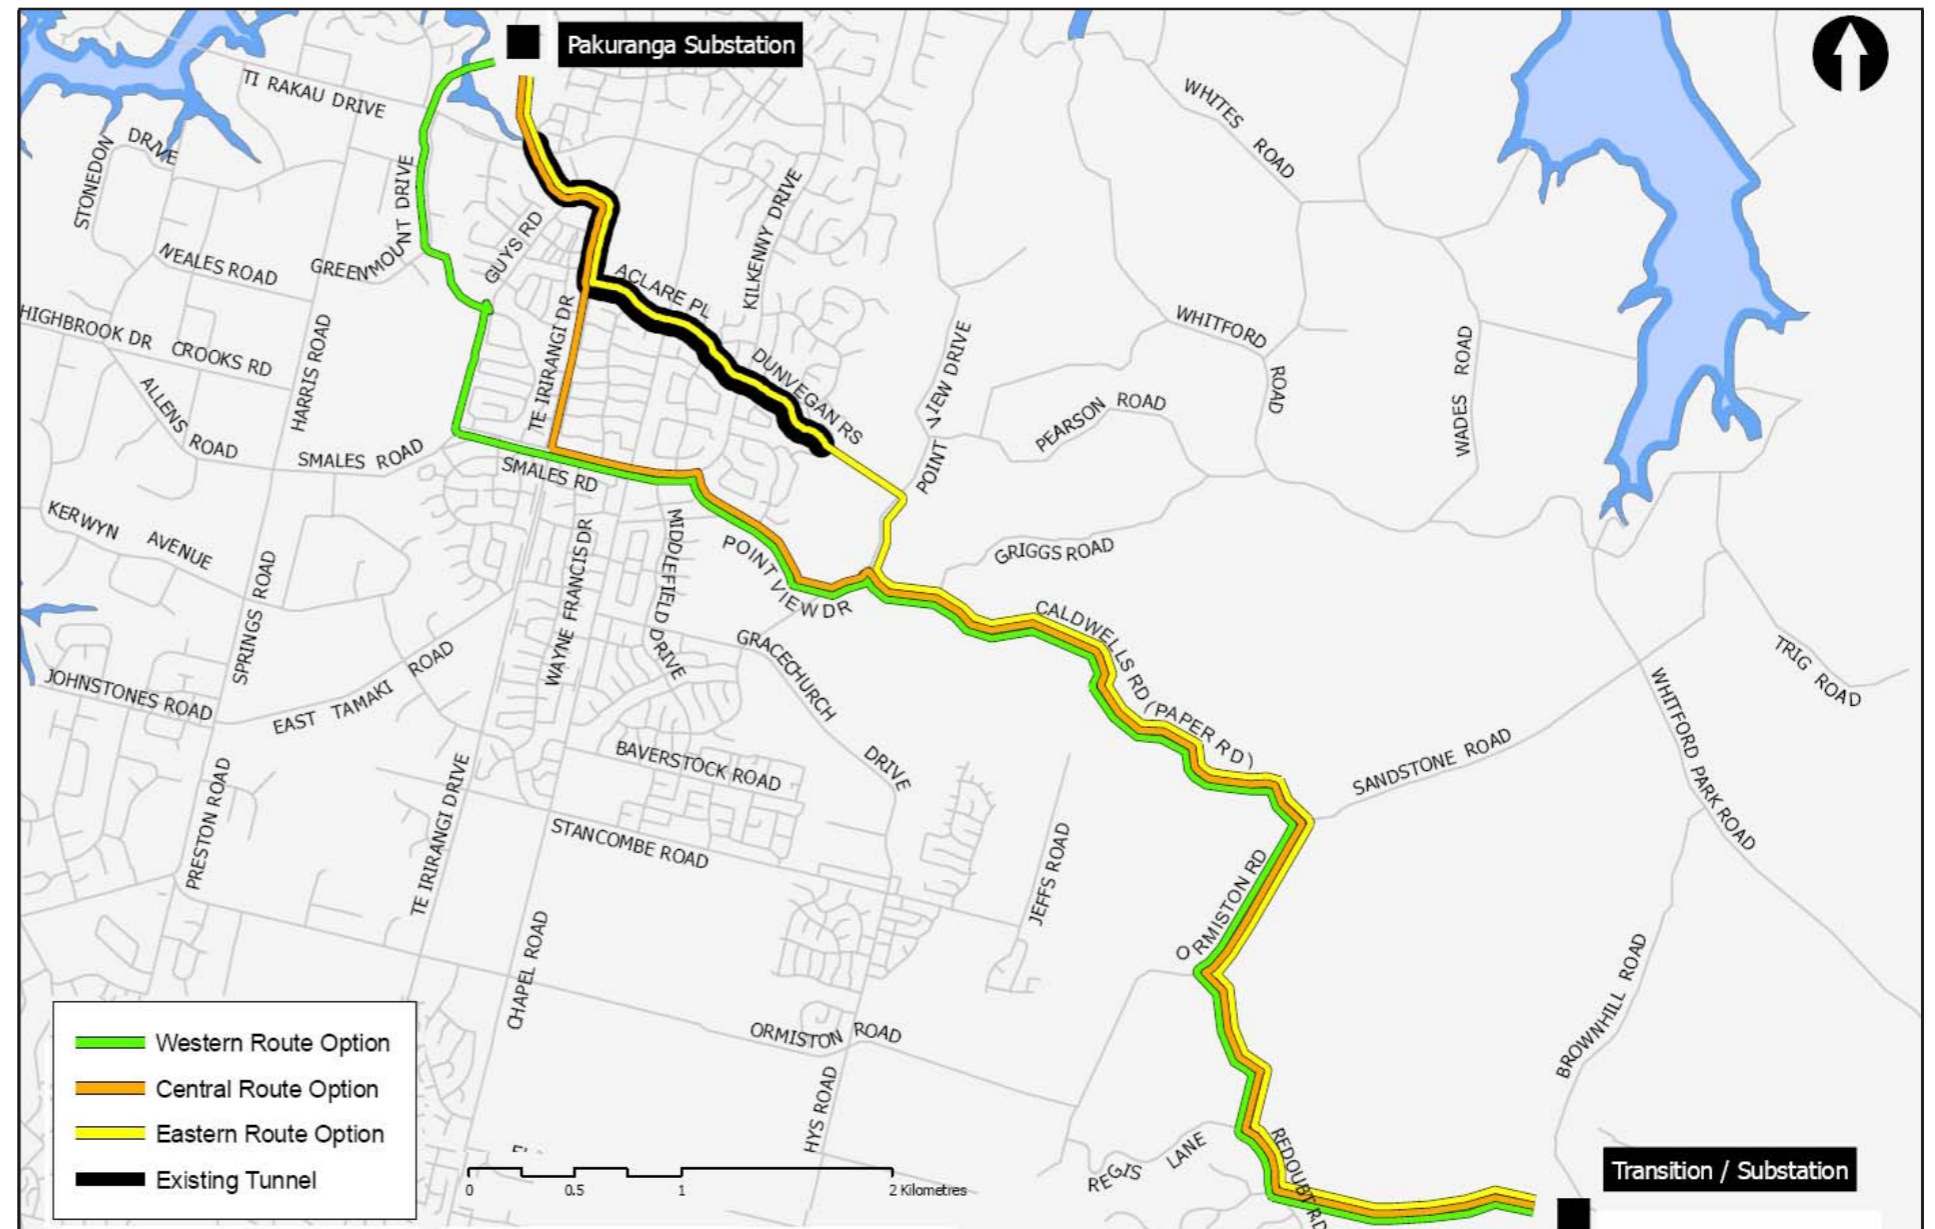 Pakuranga Substation
TI RAKAU DRIVE
STONEDON DRIVE
WHITES ROAD
GREENMOUNT DRIVE
GUYS RD
KILKENNY DRIVE
NEALES ROAD
ACLARE PL
HIGHBROOK DR
CROOKS RD
HARRIS ROAD
TE IRIRANGI DR
DUNVEGAN RS
POINT VIEW DRIVE
WHITFORD ROAD
WADES ROAD
PEARSON ROAD
ALLENS ROAD
SMALES ROAD
SMALES RD
KERWYN AVENUE
SPRINGS ROAD
WAYNE FRANCIS DR
MIDDLEFIELD DRIVE
POINT VIEW DR
GRIGGS ROAD
CALDWELLS RD (PAPER RD)
GRACECHURCH DRIVE
JOHNSTONES ROAD
EAST TAMAKI ROAD
TRIG ROAD
WHITFORD PARK ROAD
SANDSTONE ROAD
BAVERSTOCK ROAD
PRESTON ROAD
TE IRIRANGI DRIVE
STANCOMBE ROAD
JEFFS ROAD
ORMISTON RD
CHAPEL ROAD
ORMISTON ROAD
BROWNHILL ROAD
HYS ROAD
REGIS LANE
REDOUBT RD
Transition / Substation
Western Route Option
Central Route Option
Eastern Route Option
Existing Tunnel
0 0.5 1 2 Kilometres